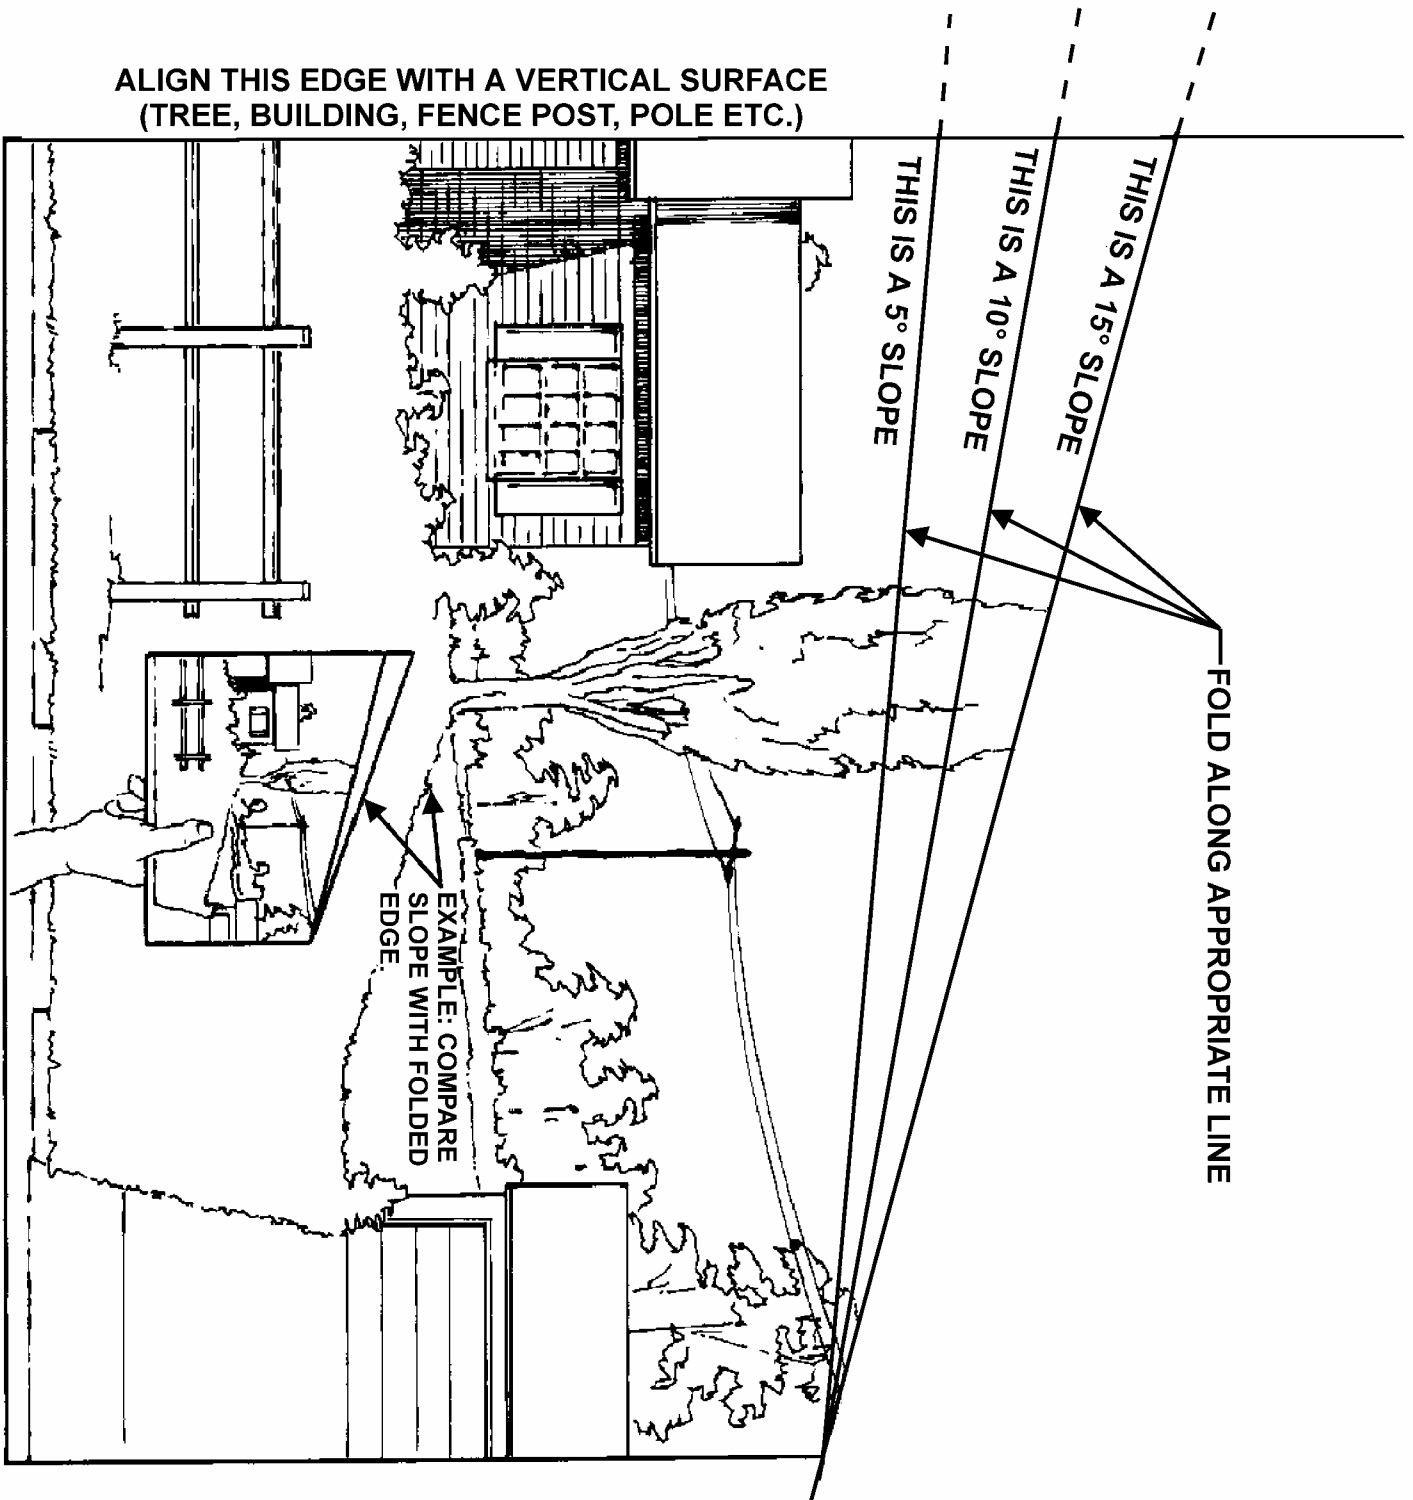 ALIGN THIS EDGE WITH A VERTICAL SURFACE
(TREE, BUILDING, FENCE POST, POLE ETC.)
THIS IS A 5° SLOPE
THIS IS A 10° SLOPE
THIS IS A 15° SLOPE
FOLD ALONG APPROPRIATE LINE
EXAMPLE: COMPARE
SLOPE WITH FOLDED
EDGE.